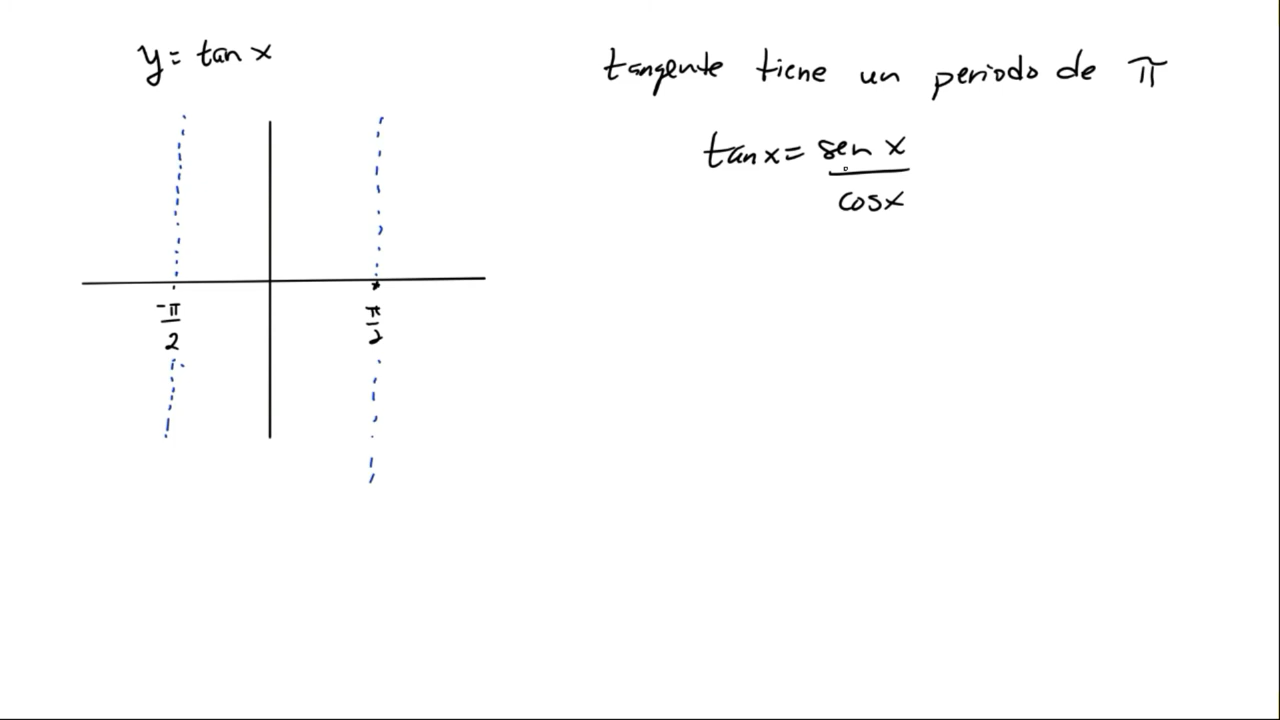 y = tan x
tangente tiene un periodo de π
tan x = sen x
cos x
-π
2
π
2